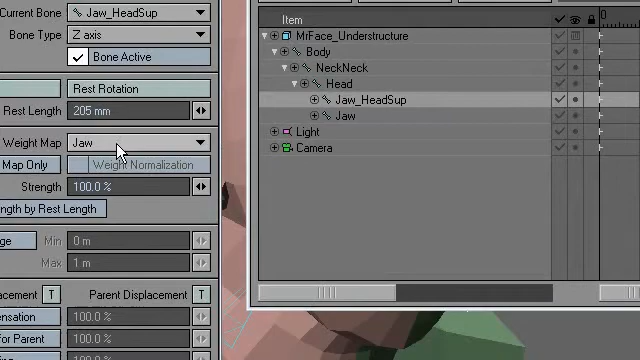 Current Bone Jaw_HeadSup
Bone Type Z axis
Bone Active
Rest Rotation
Rest Length 205 mm
Weight Map Jaw
Map Only Weight Normalization
Strength 100.0 %
ngth by Rest Length
ge Min 0 m
Max 1 m
acement T Parent Displacement T
ensation 100.0 %
for Parent 100.0 %
100.0 %
Item 0
MrFace_Understructure
Body
NeckNeck
Head
Jaw_HeadSup
Jaw
Light
Camera